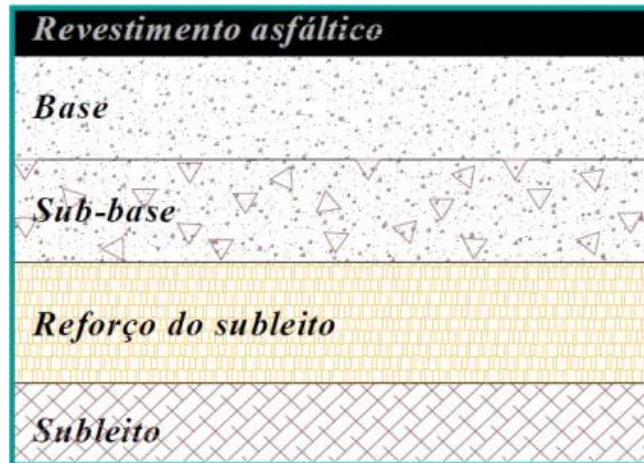 Revestimento asfáltico
Base
Sub-base
Reforço do subleito
Subleito